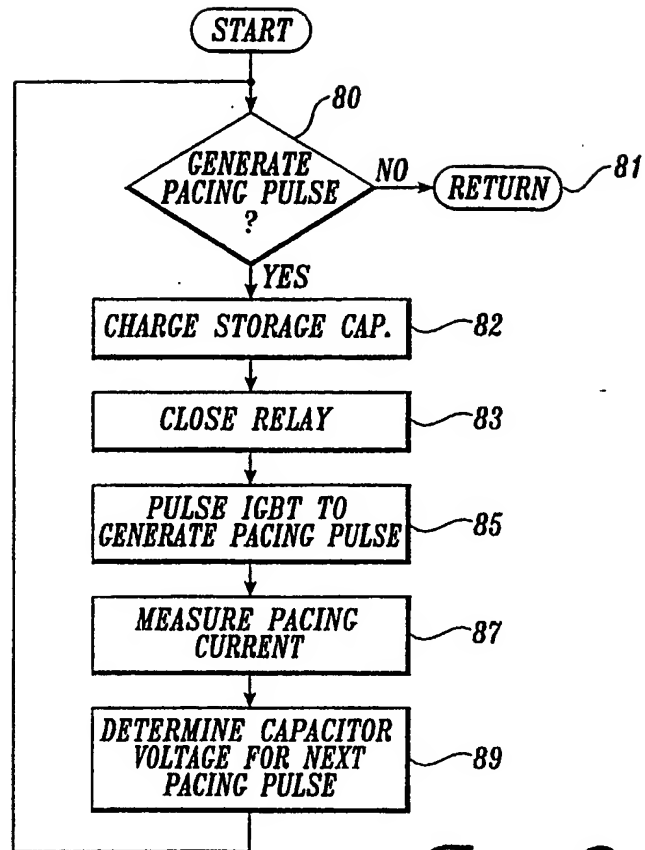 START
80
GENERATE
PACING PULSE
?
NO
RETURN
81
YES
CHARGE STORAGE CAP.
82
CLOSE RELAY
83
PULSE IGBT TO
GENERATE PACING PULSE
85
MEASURE PACING
CURRENT
87
DETERMINE CAPACITOR
VOLTAGE FOR NEXT
PACING PULSE
89